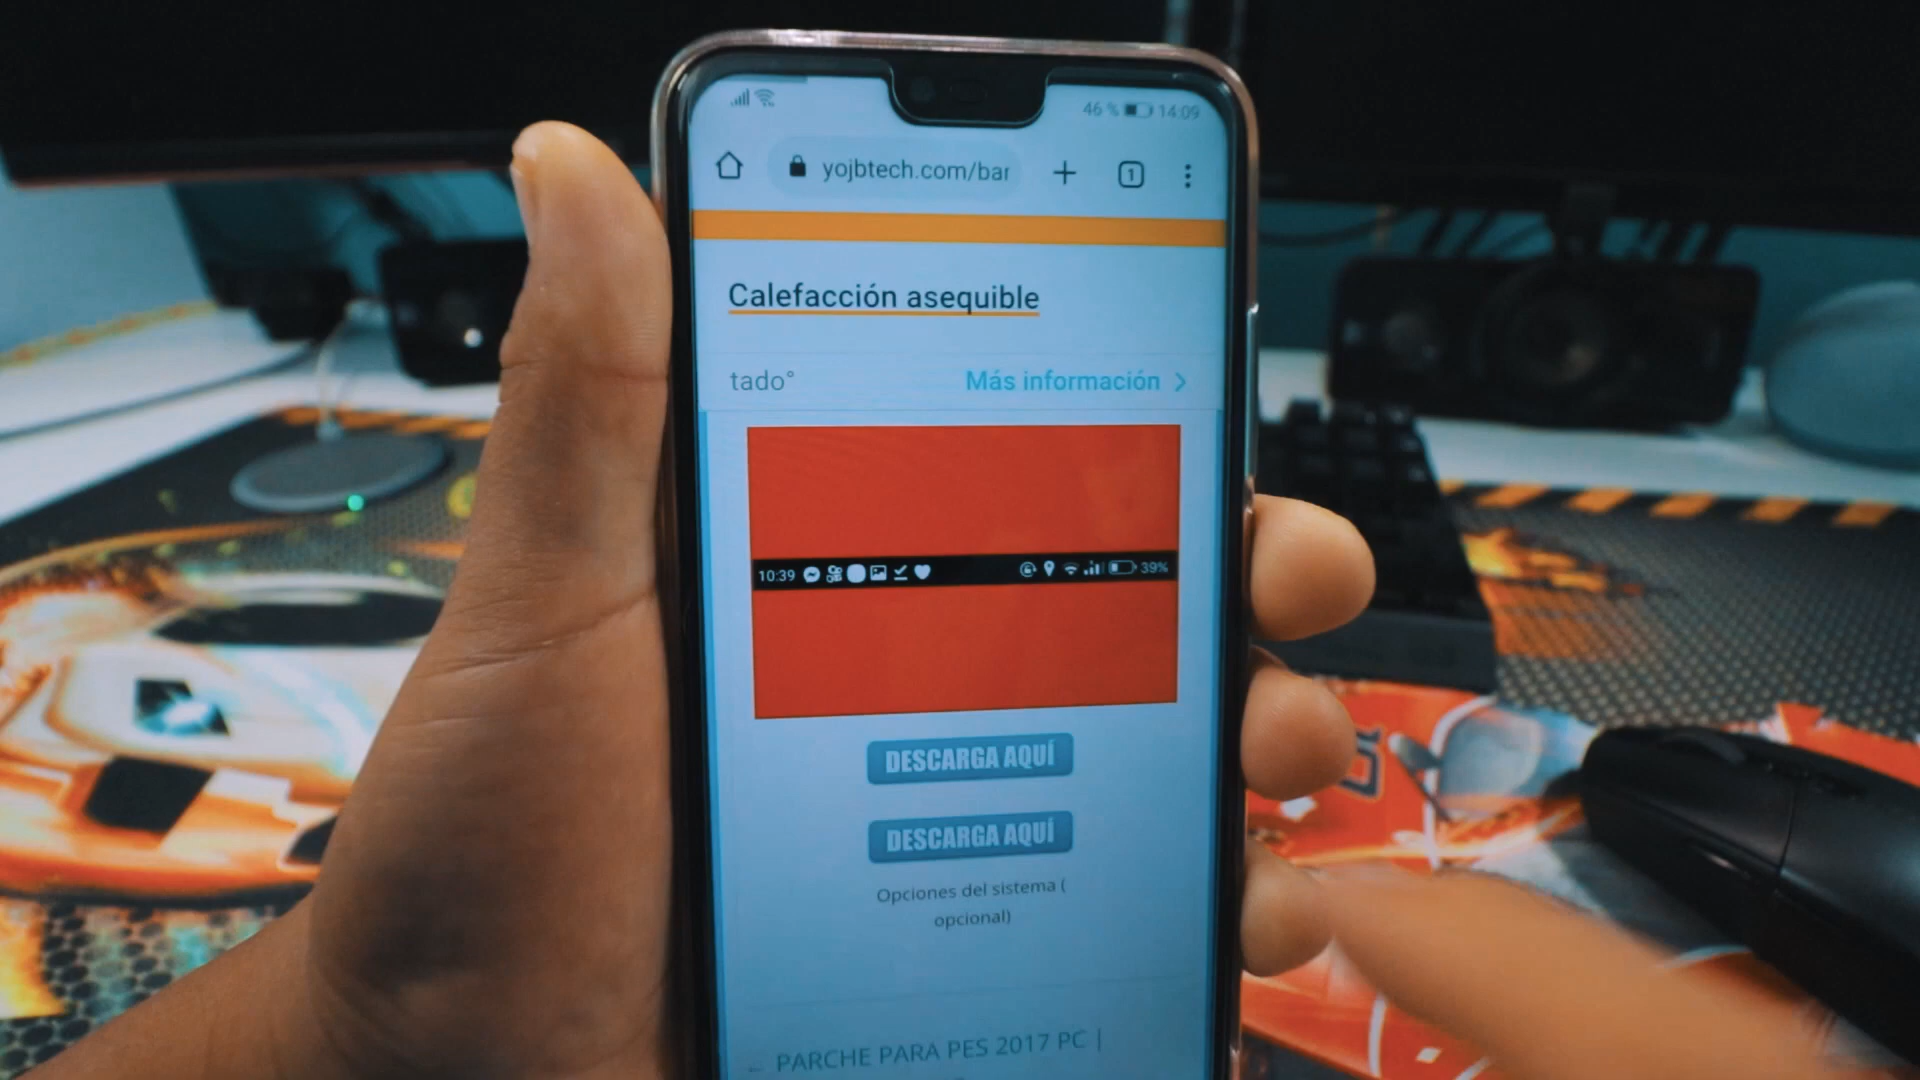 46 % 14:09
yojbtech.com/bar
1
Calefacción asequible
tado°
Más información
10:39
39%
DESCARGA AQUÍ
DESCARGA AQUÍ
Opciones del sistema (
opcional)
← PARCHE PARA PES 2017 PC |